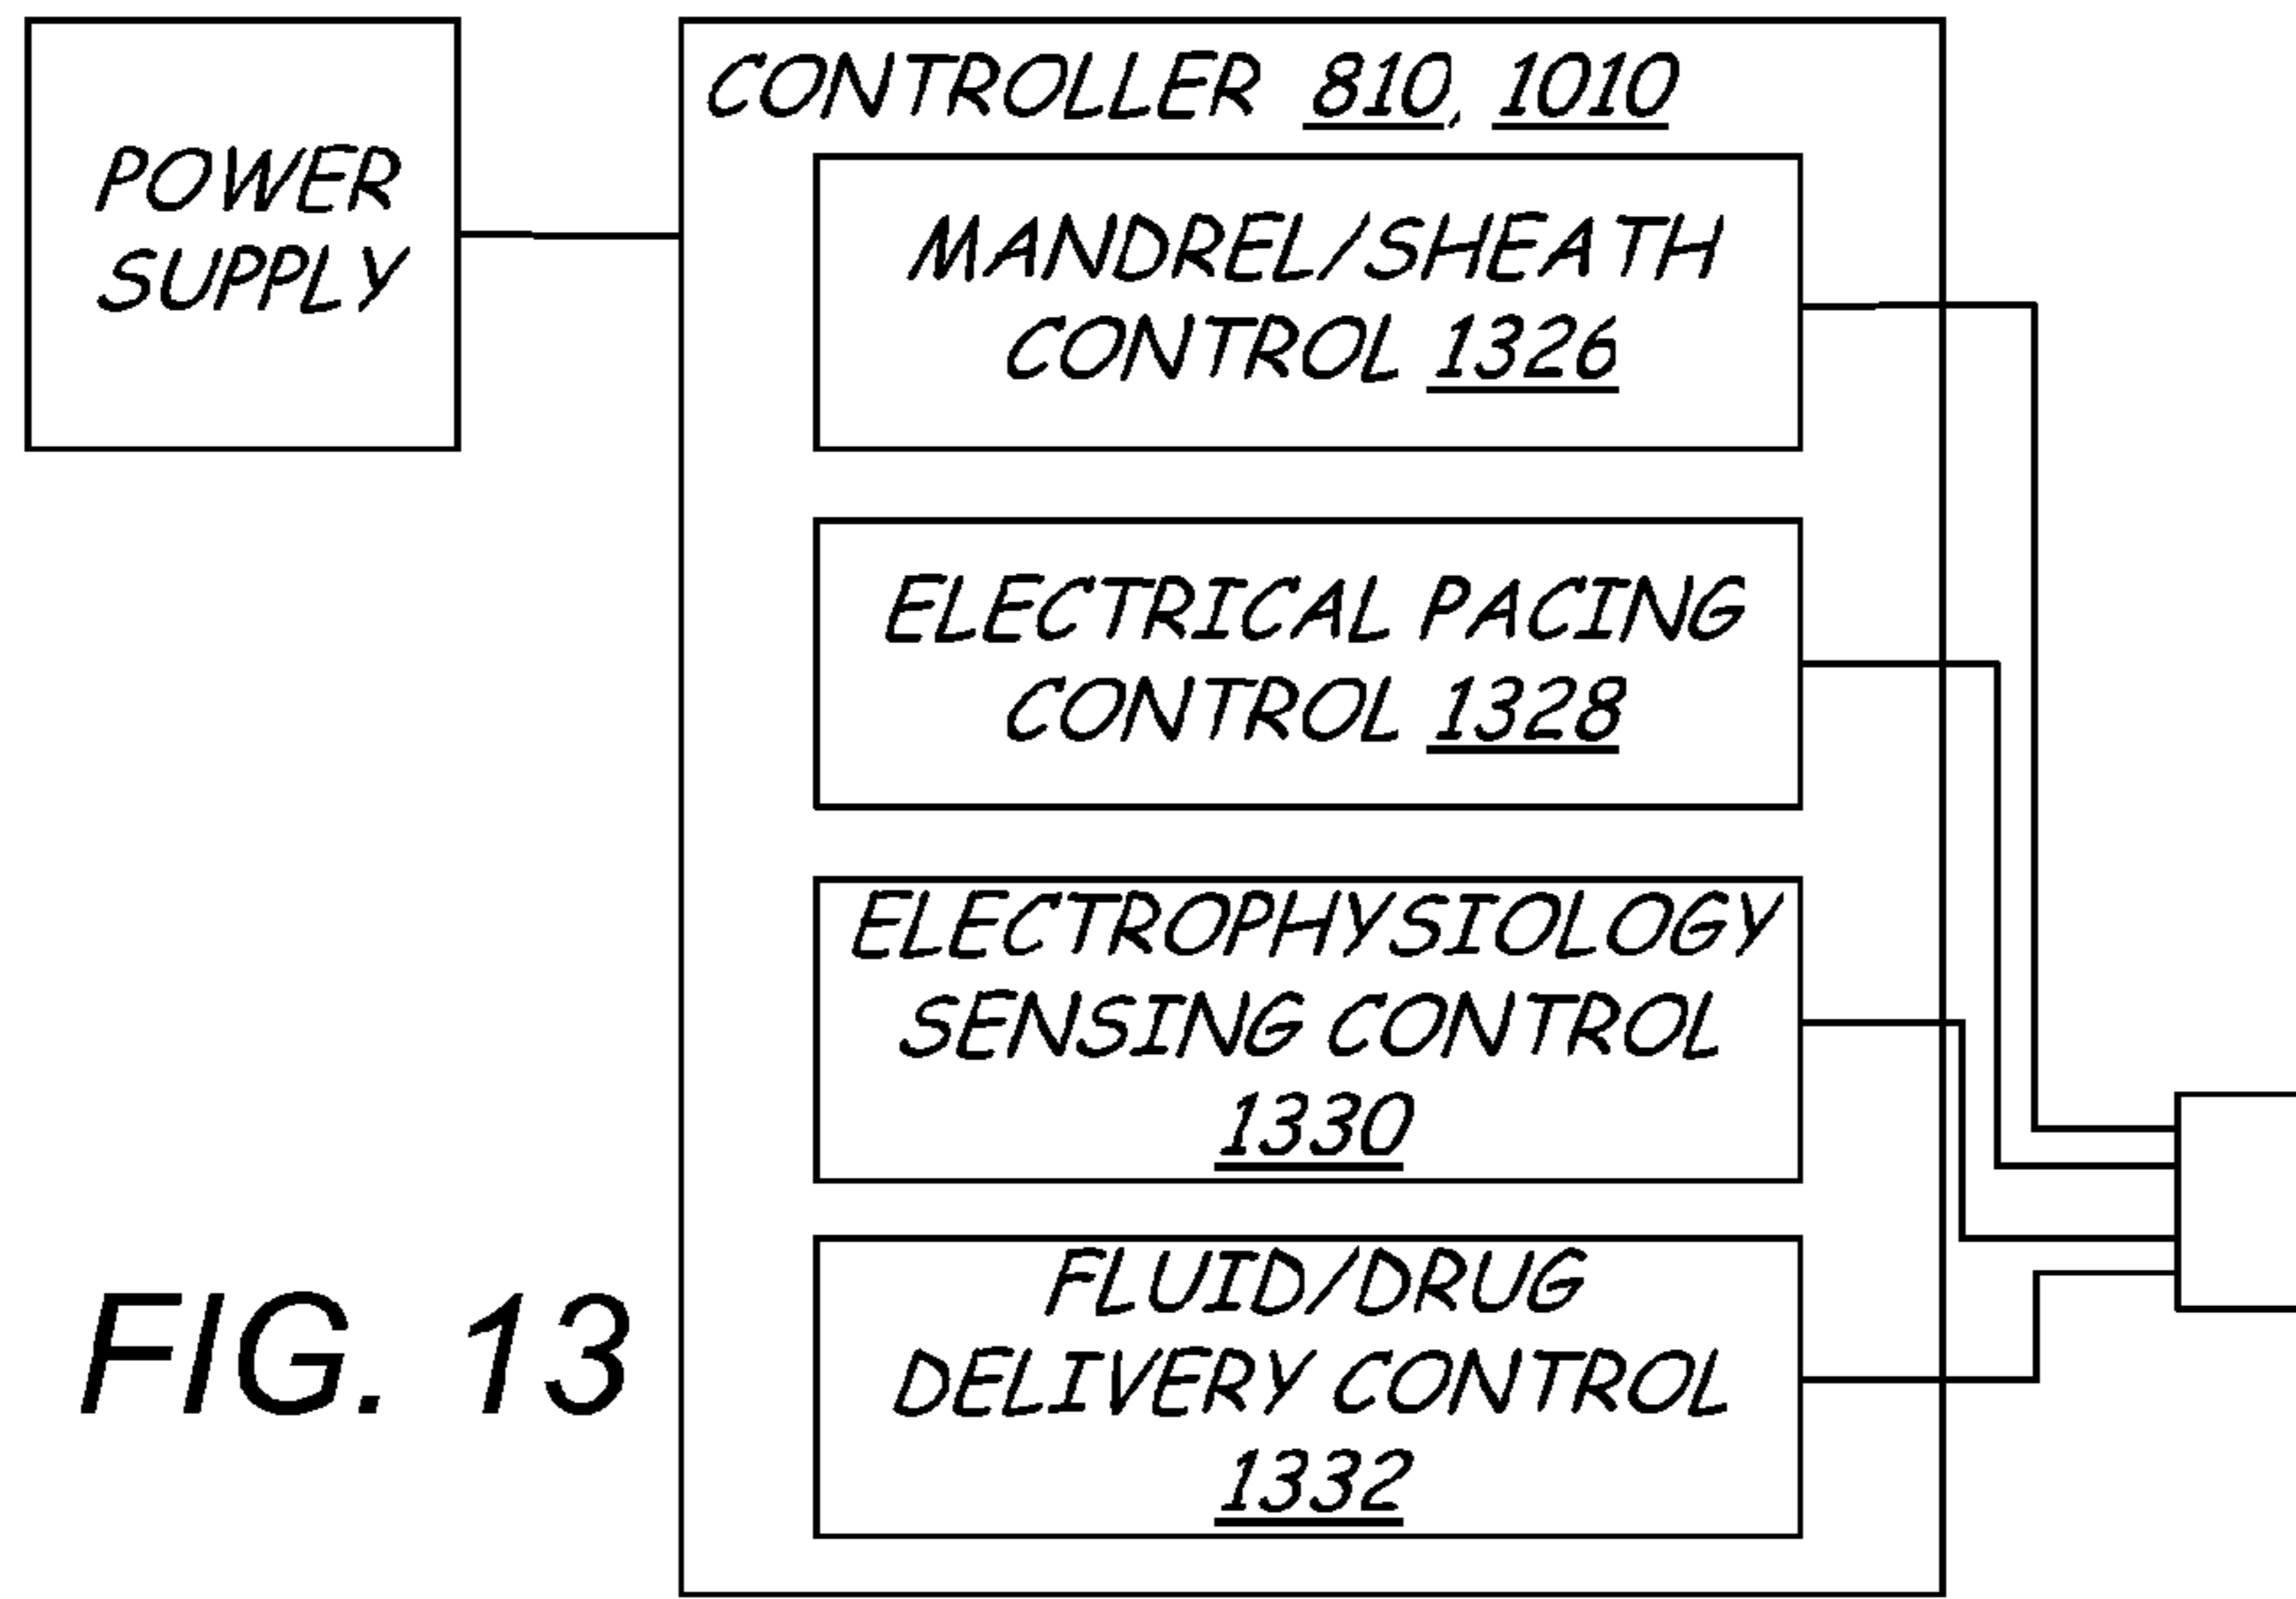 POWER
SUPPLY
CONTROLLER 810, 1010
MANDREL/SHEATH
CONTROL 1326
ELECTRICAL PACING
CONTROL 1328
ELECTROPHYSIOLOGY
SENSING CONTROL
1330
FLUID/DRUG
DELIVERY CONTROL
1332
FIG. 13